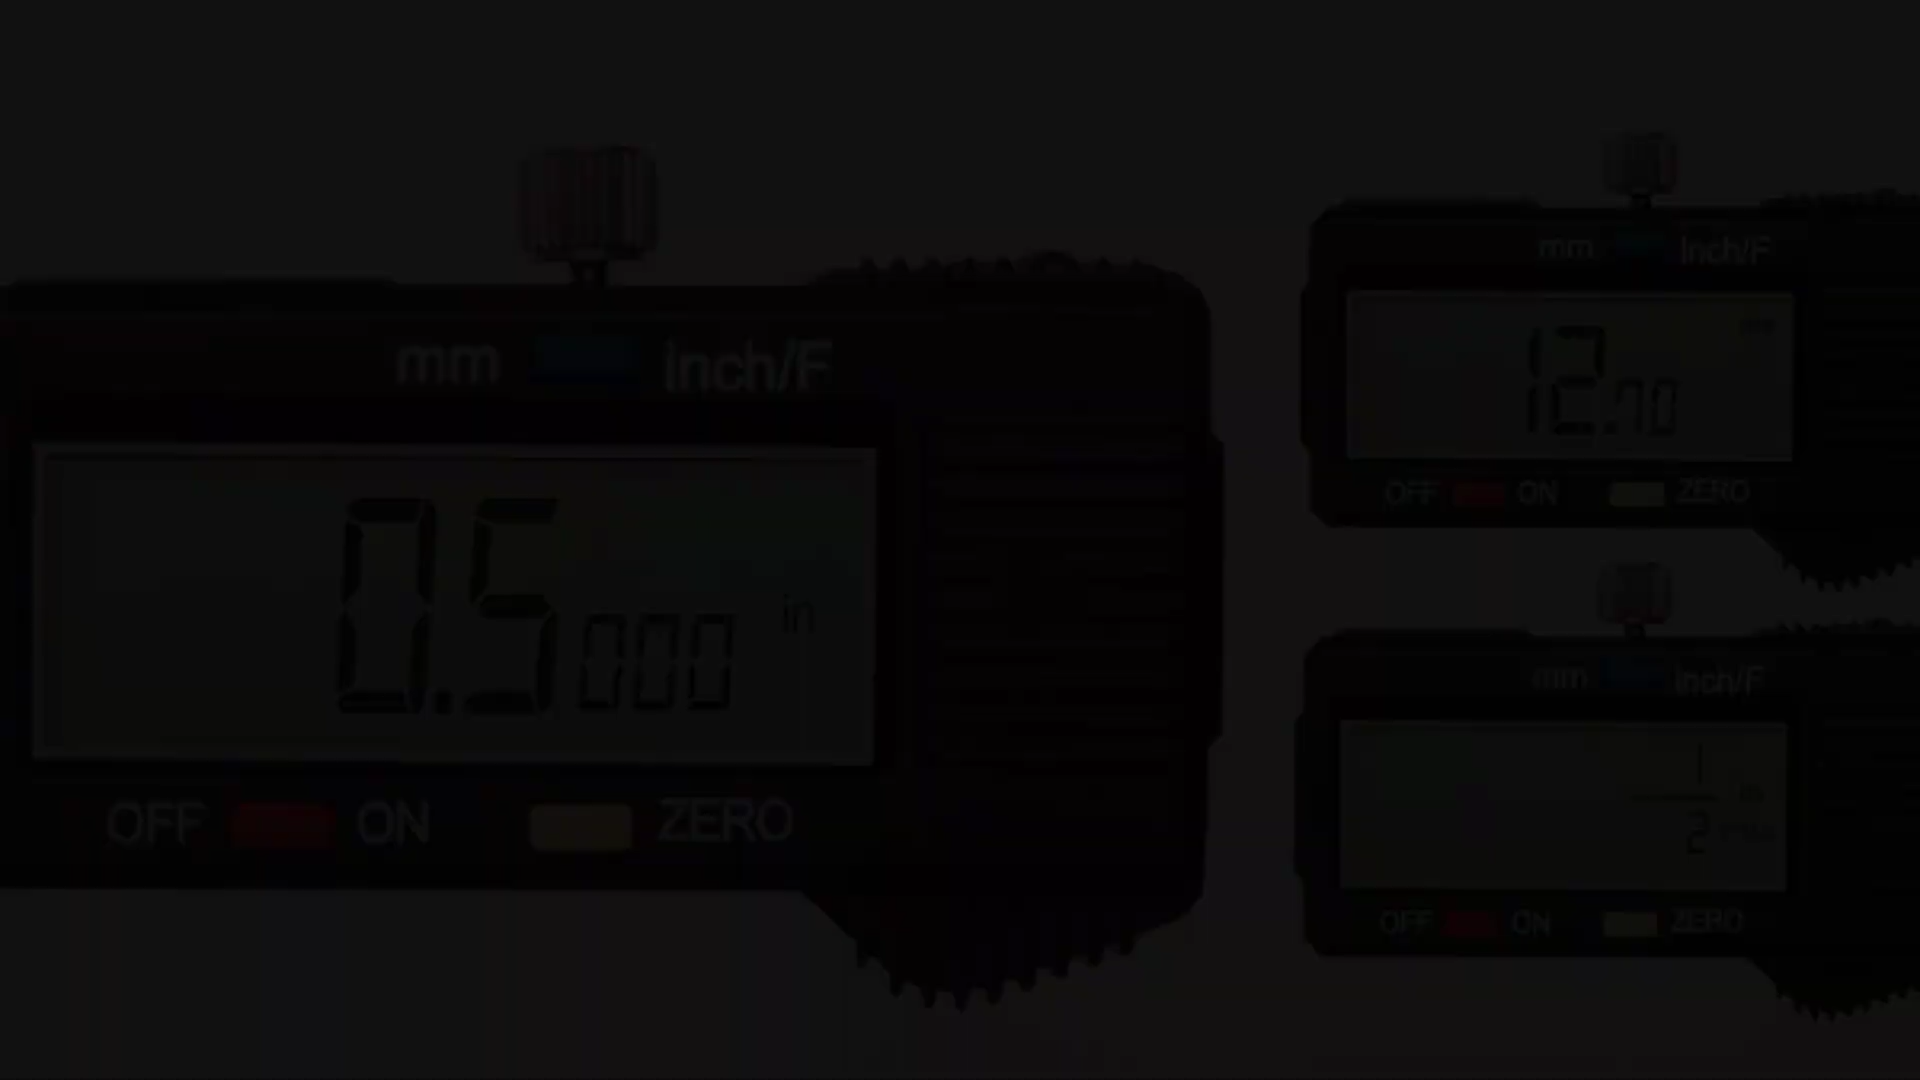 mm inch/F
0.5000 in
OFF ON ZERO
mm inch/F
12.70
OFF ON ZERO
mm inch/F
1
in
2
OFF ON ZERO